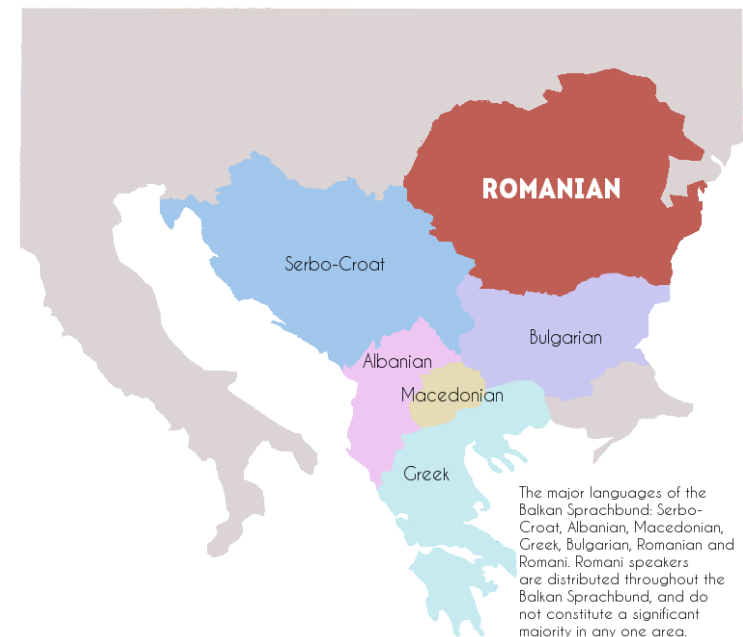 ROMANIAN
Serbo-Croat
Bulgarian
Albanian
Macedonian
Greek
The major languages of the
Balkan Sprachbund: Serbo-
Croat, Albanian, Macedonian,
Greek, Bulgarian, Romanian and
Romani. Romani speakers
are distributed throughout the
Balkan Sprachbund, and do
not constitute a significant
majority in any one area.